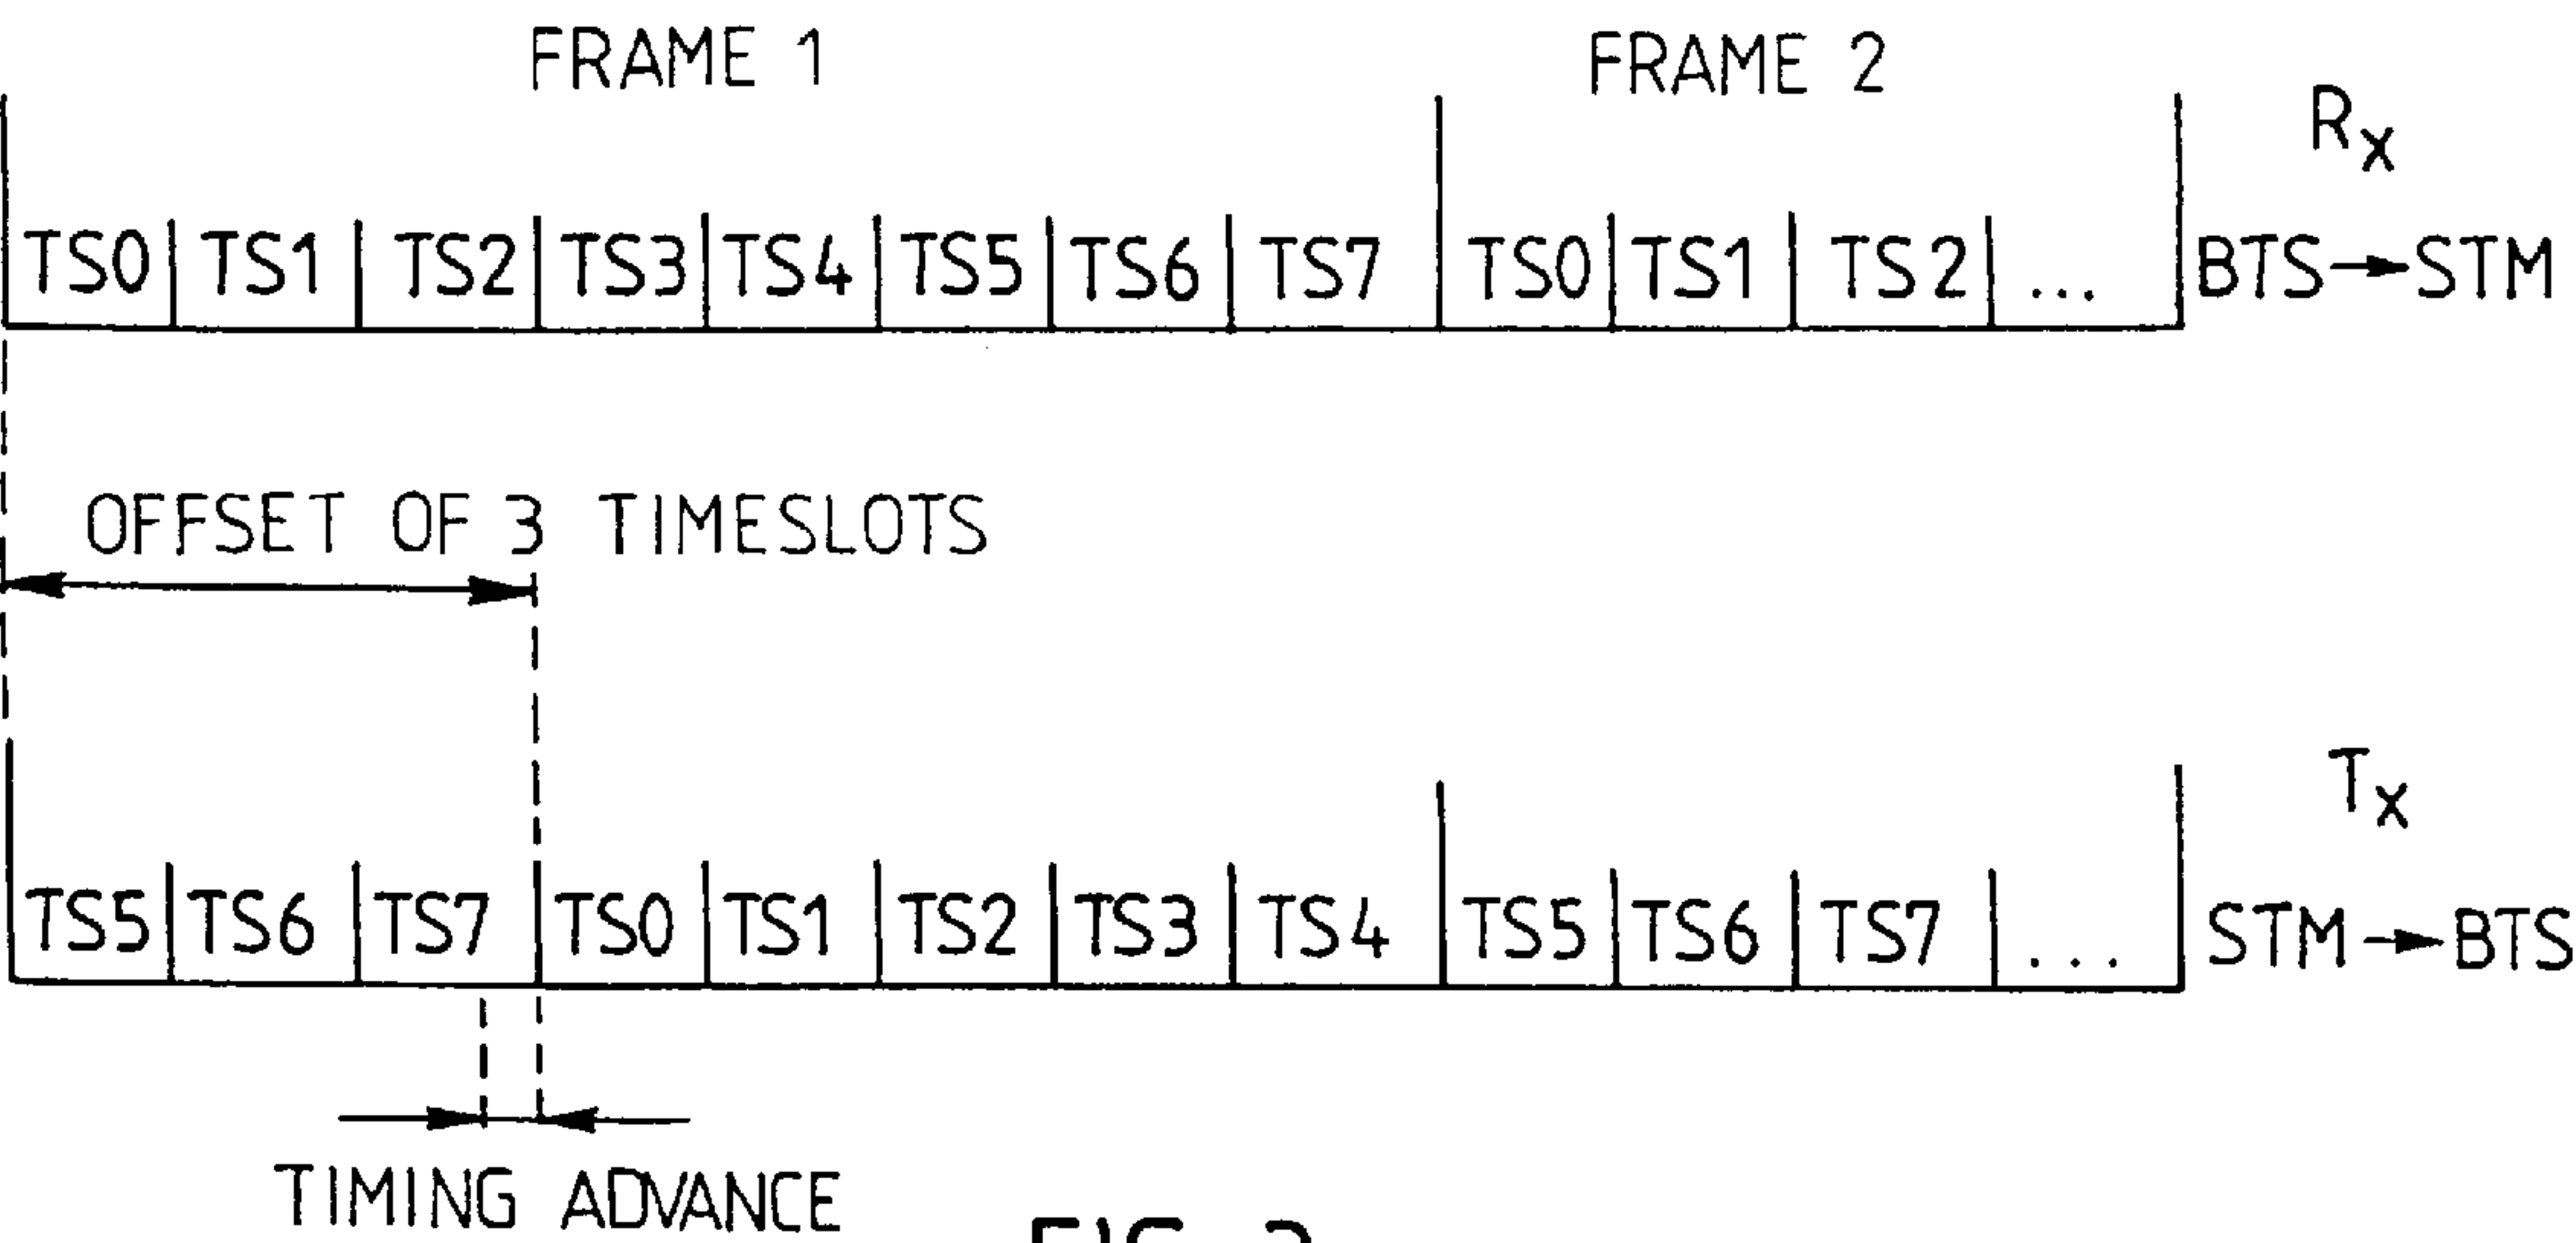 FRAME 1 FRAME 2
Rx
TS0 TS1 TS2 TS3 TS4 TS5 TS6 TS7 TS0 TS1 TS2 ... BTS→STM
OFFSET OF 3 TIMESLOTS
Tx
TS5 TS6 TS7 TS0 TS1 TS2 TS3 TS4 TS5 TS6 TS7 ... STM→BTS
TIMING ADVANCE